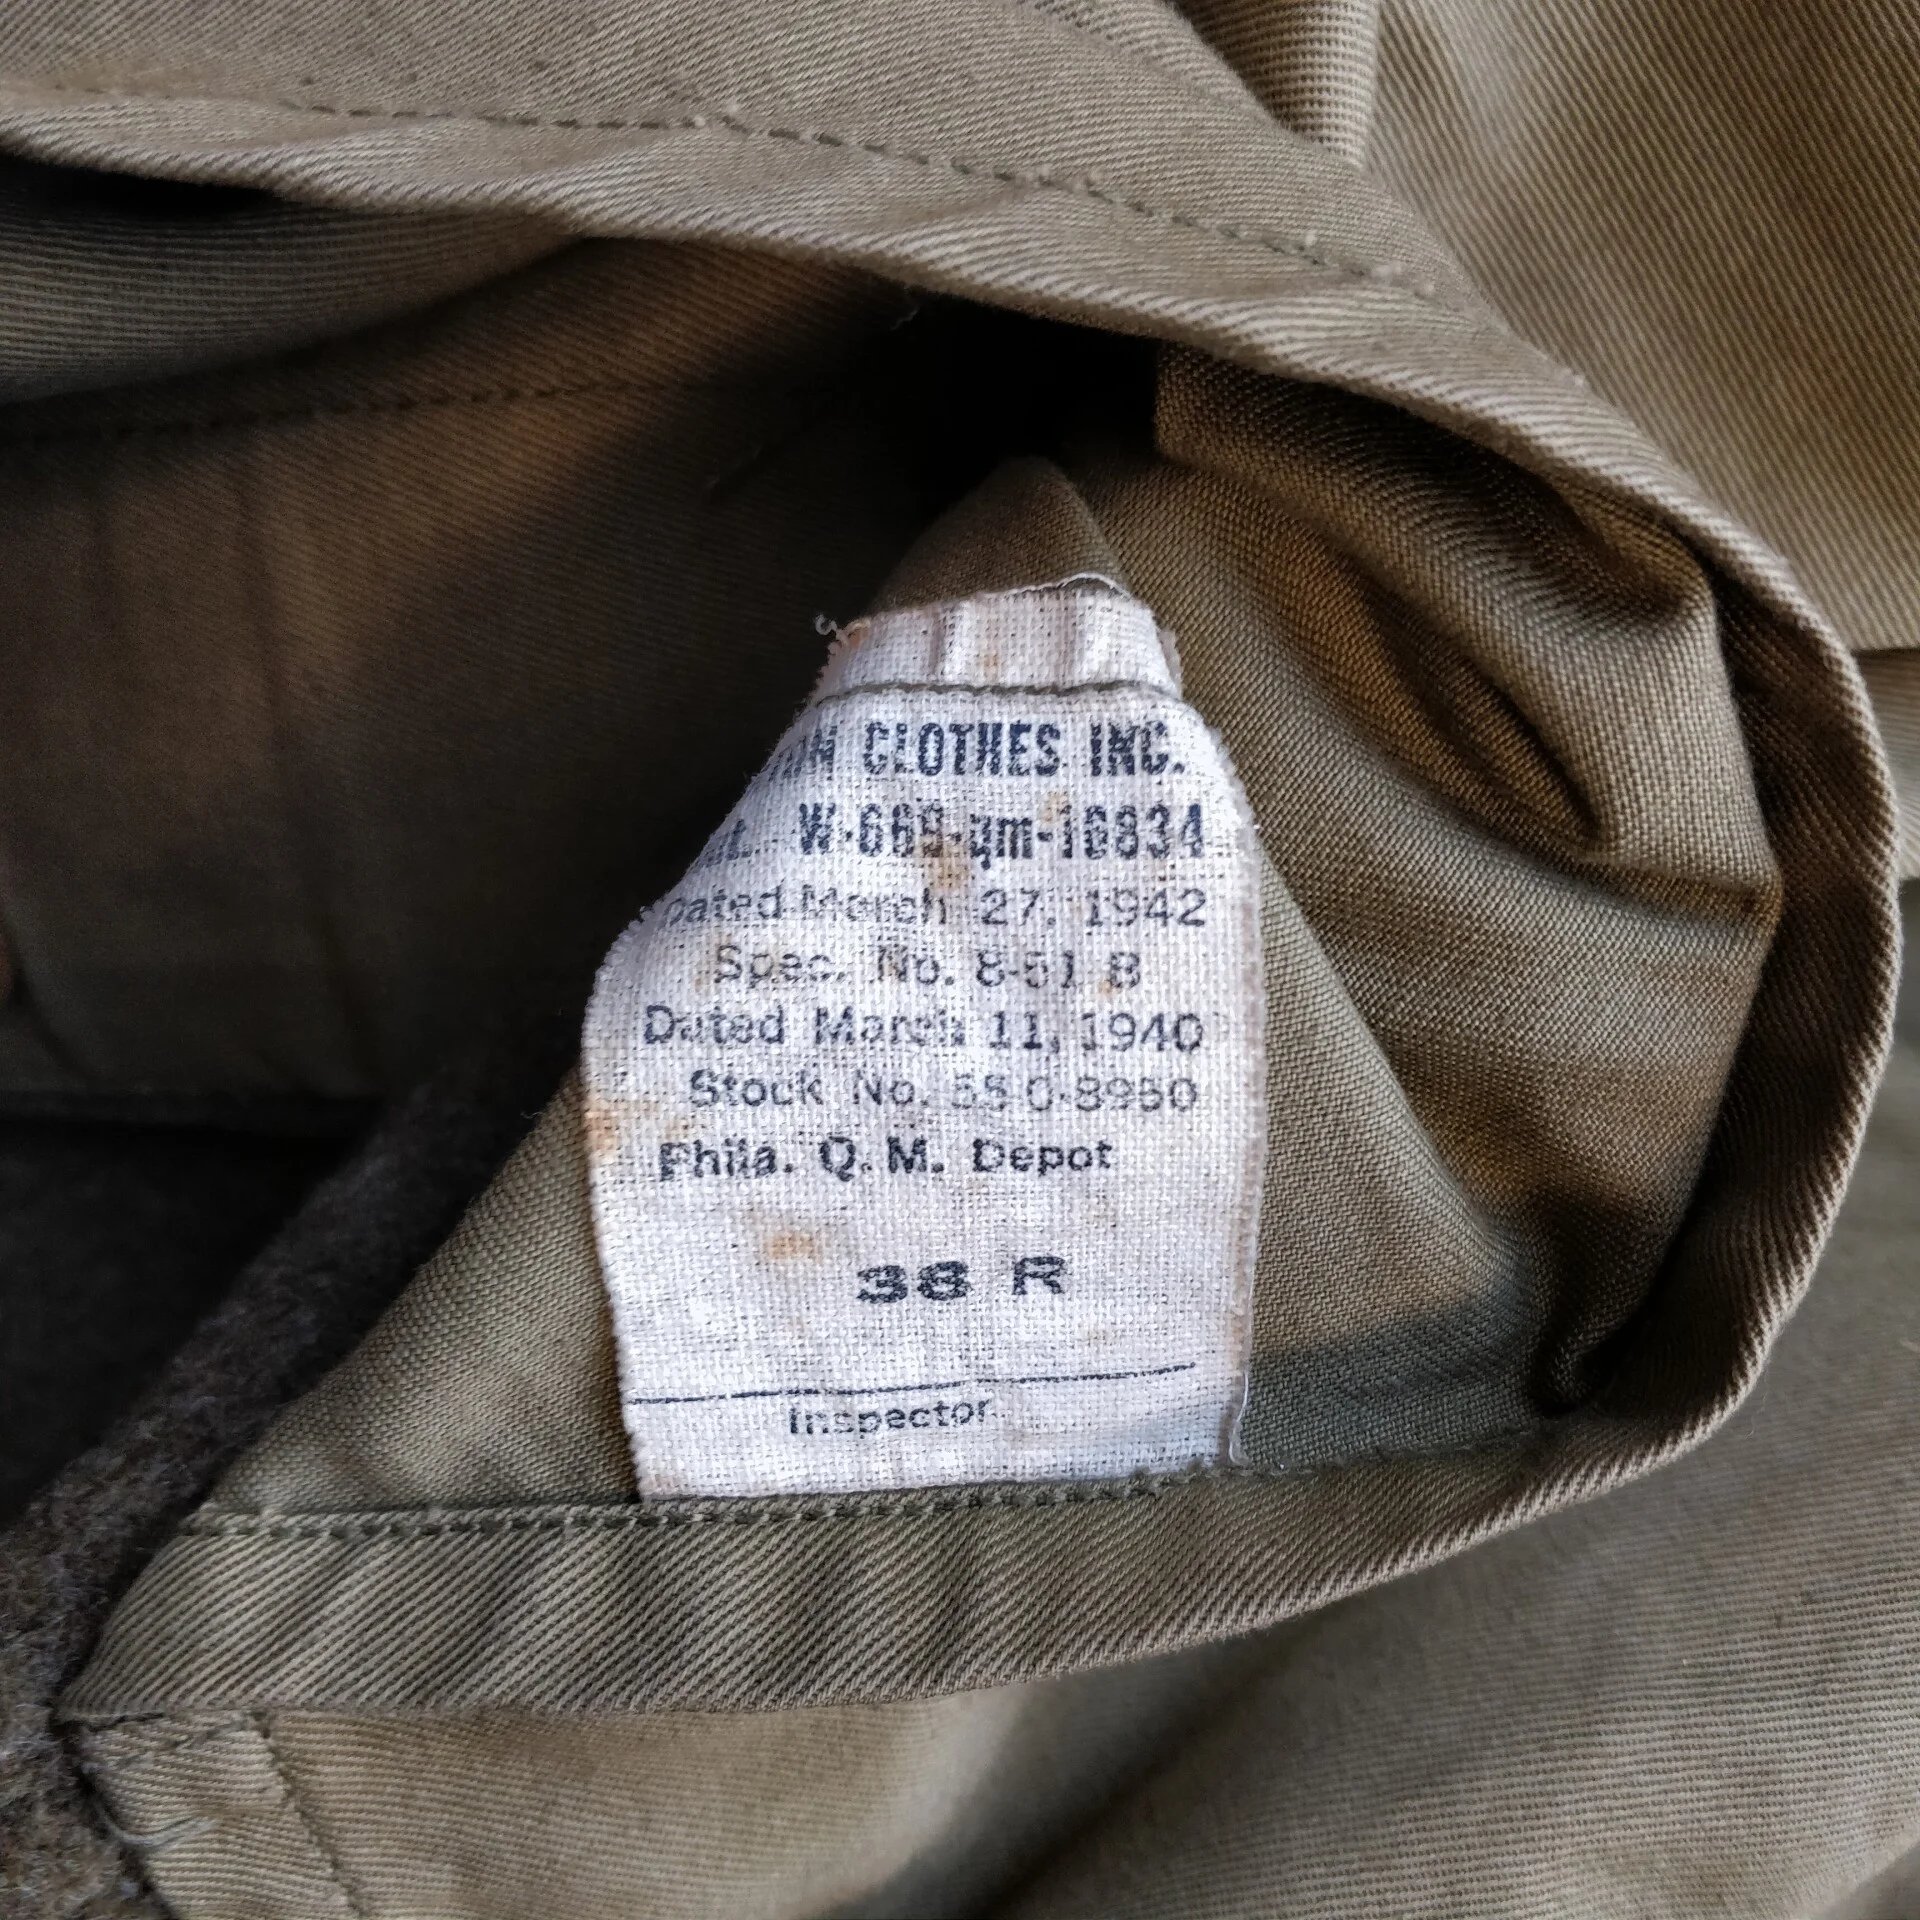 CLOTHES INC.
W-669-qm-16834
Dated March 27, 1942
Spec. No. 8-51 B
Dated March 11, 1940
Stock No. 55-0-8950
Phila. Q. M. Depot
38 R
Inspector